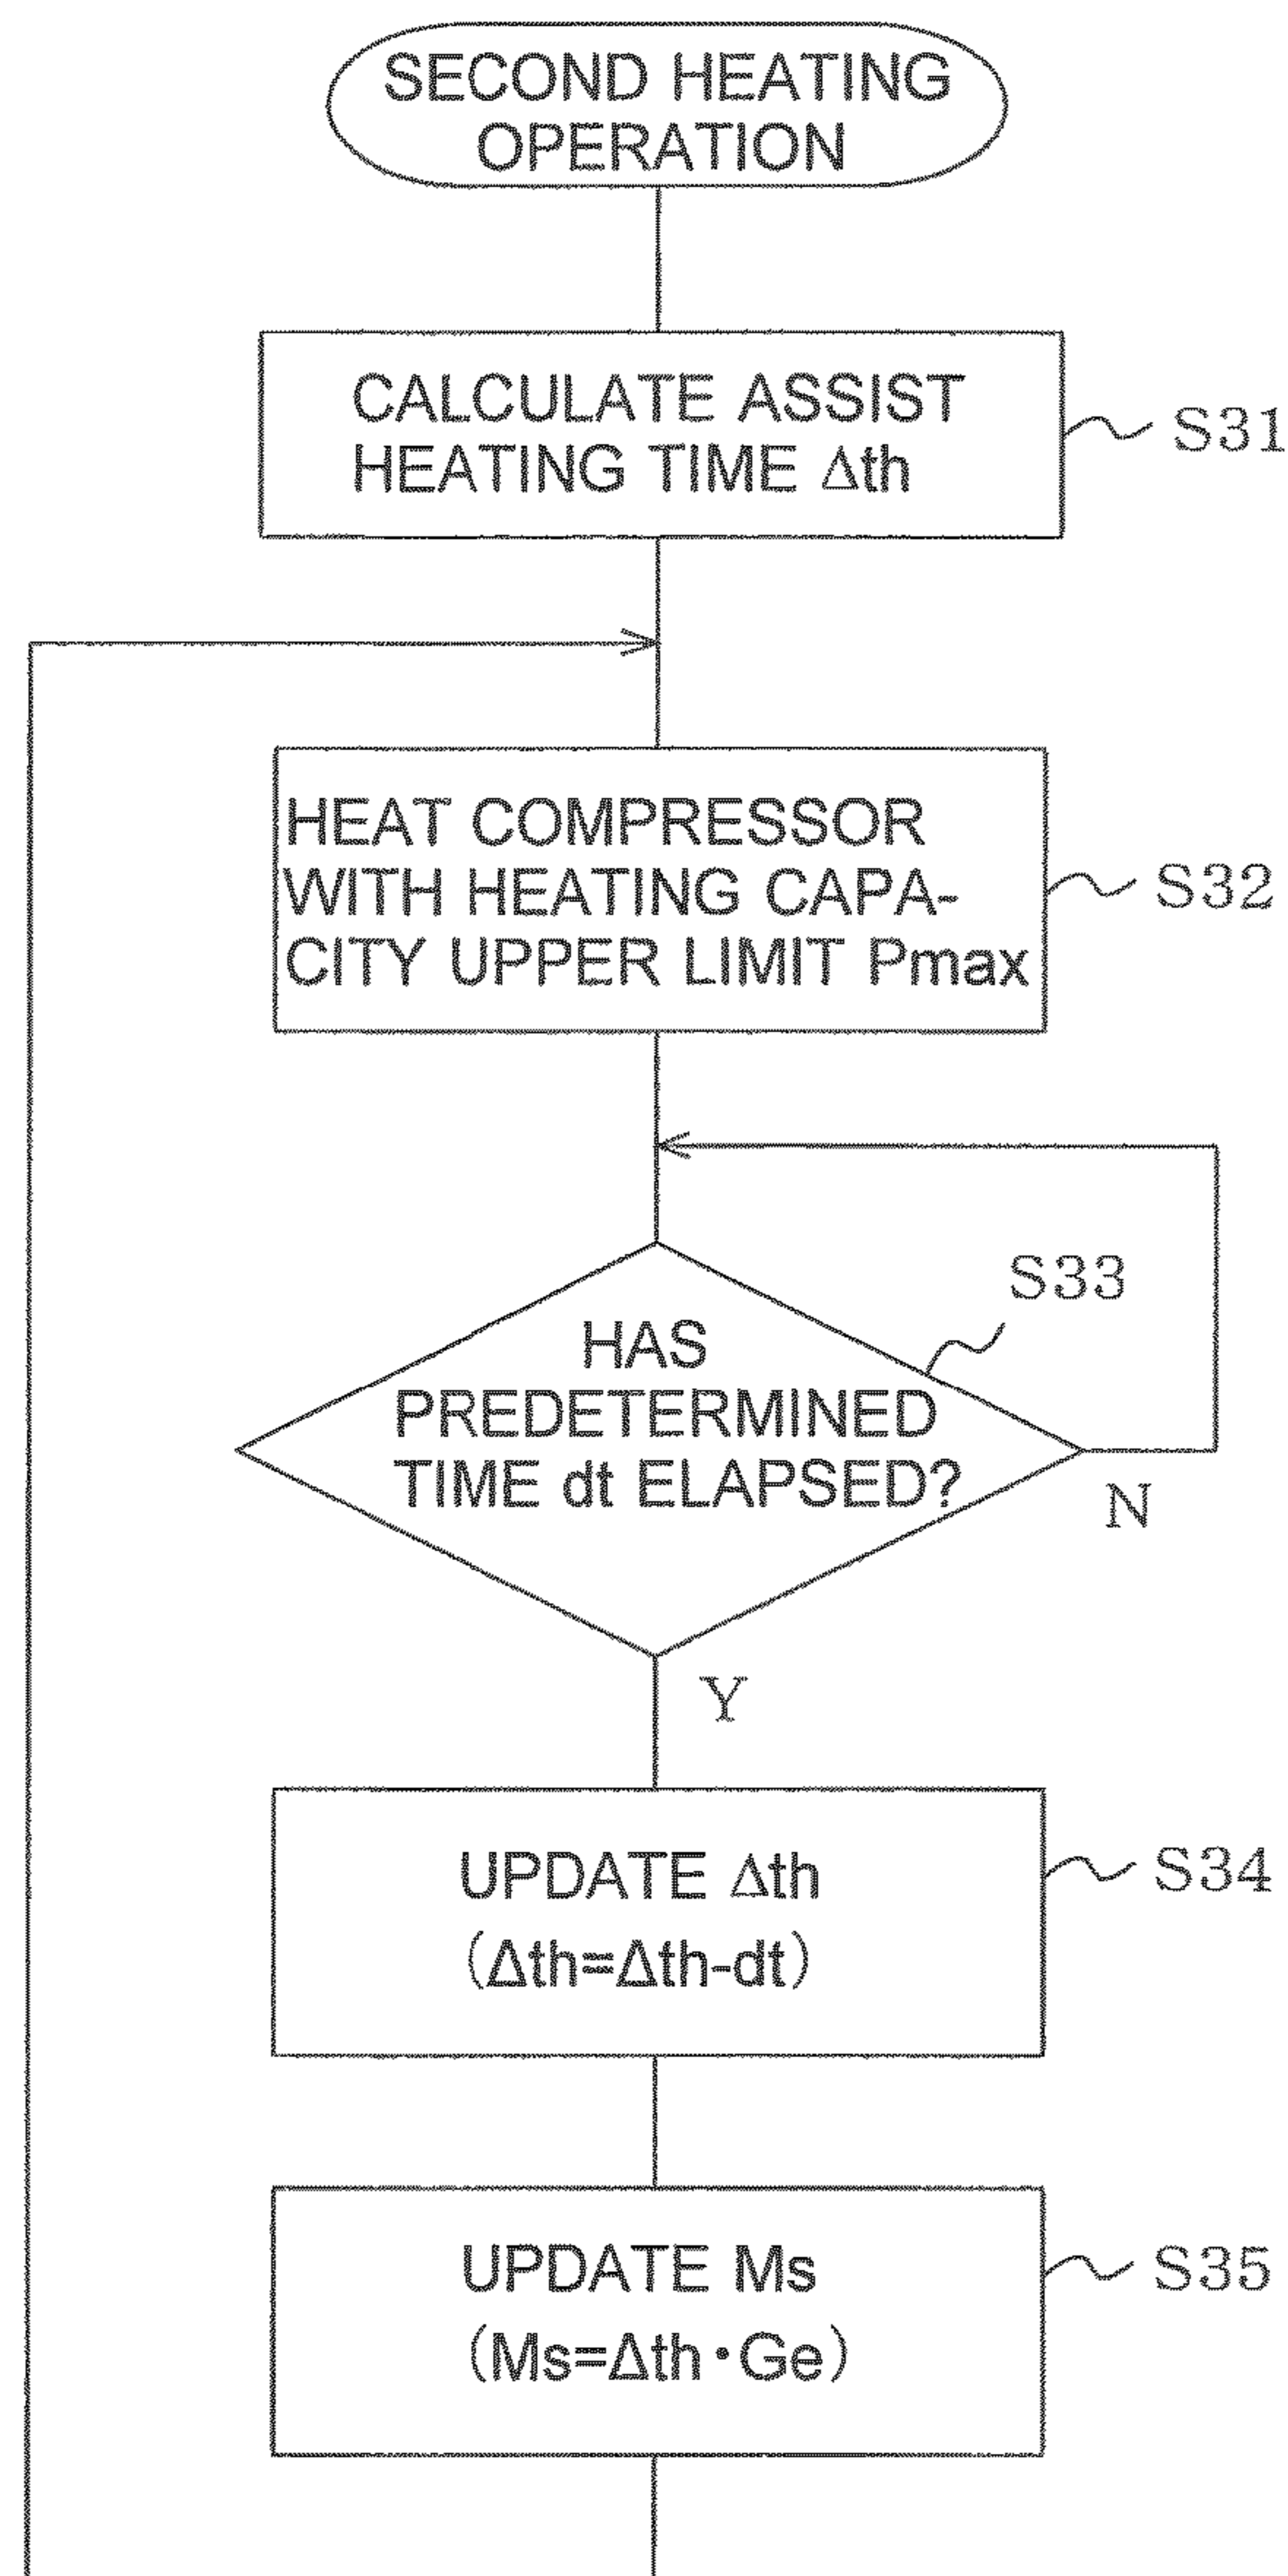 SECOND HEATING
OPERATION
CALCULATE ASSIST
HEATING TIME Δth
S31
HEAT COMPRESSOR
WITH HEATING CAPA-
CITY UPPER LIMIT Pmax
S32
S33
HAS
PREDETERMINED
TIME dt ELAPSED?
N
Y
UPDATE Δth
(Δth=Δth-dt)
S34
UPDATE Ms
(Ms=Δth·Ge)
S35